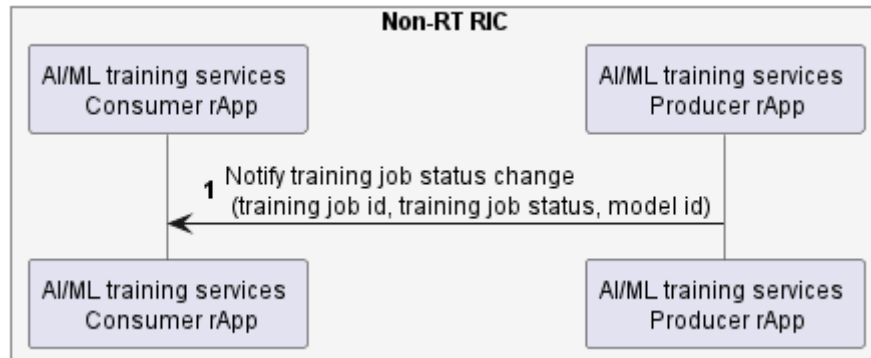 Non-RT RIC
AI/ML training services
Consumer rApp
AI/ML training services
Producer rApp
1 Notify training job status change
(training job id, training job status, model id)
AI/ML training services
Consumer rApp
AI/ML training services
Producer rApp